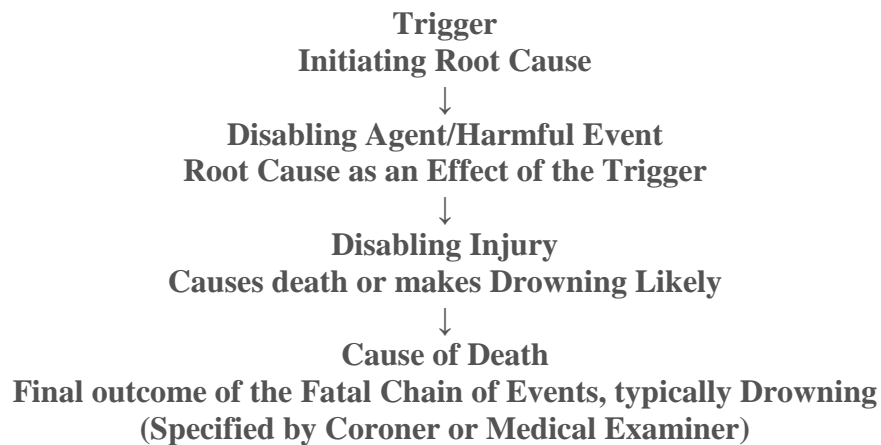 Trigger
Initiating Root Cause
↓
Disabling Agent/Harmful Event
Root Cause as an Effect of the Trigger
↓
Disabling Injury
Causes death or makes Drowning Likely
↓
Cause of Death
Final outcome of the Fatal Chain of Events, typically Drowning
(Specified by Coroner or Medical Examiner)